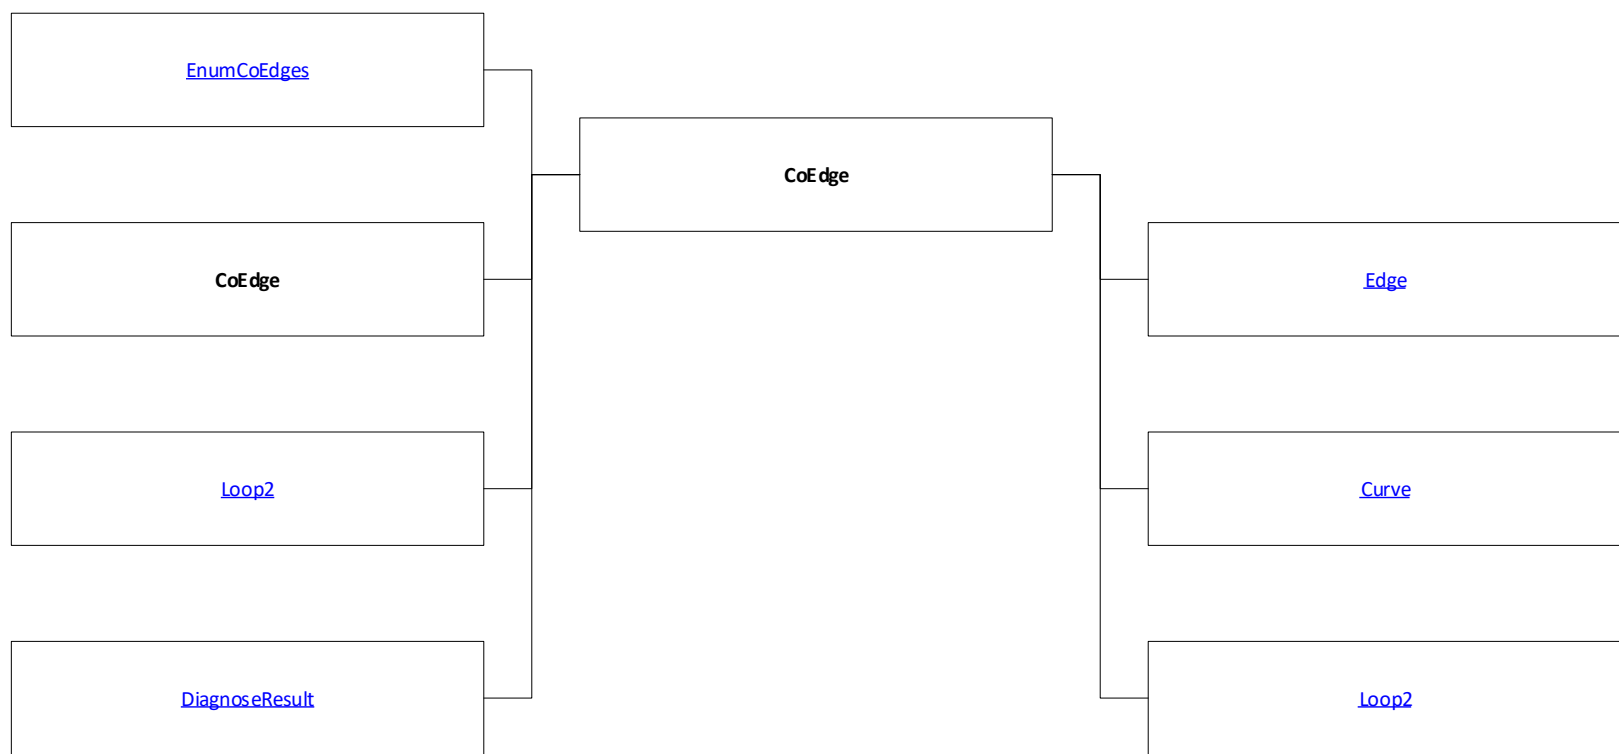 EnumCoEdges
CoEdge
CoEdge
Edge
Loop2
Curve
DiagnoseResult
Loop2